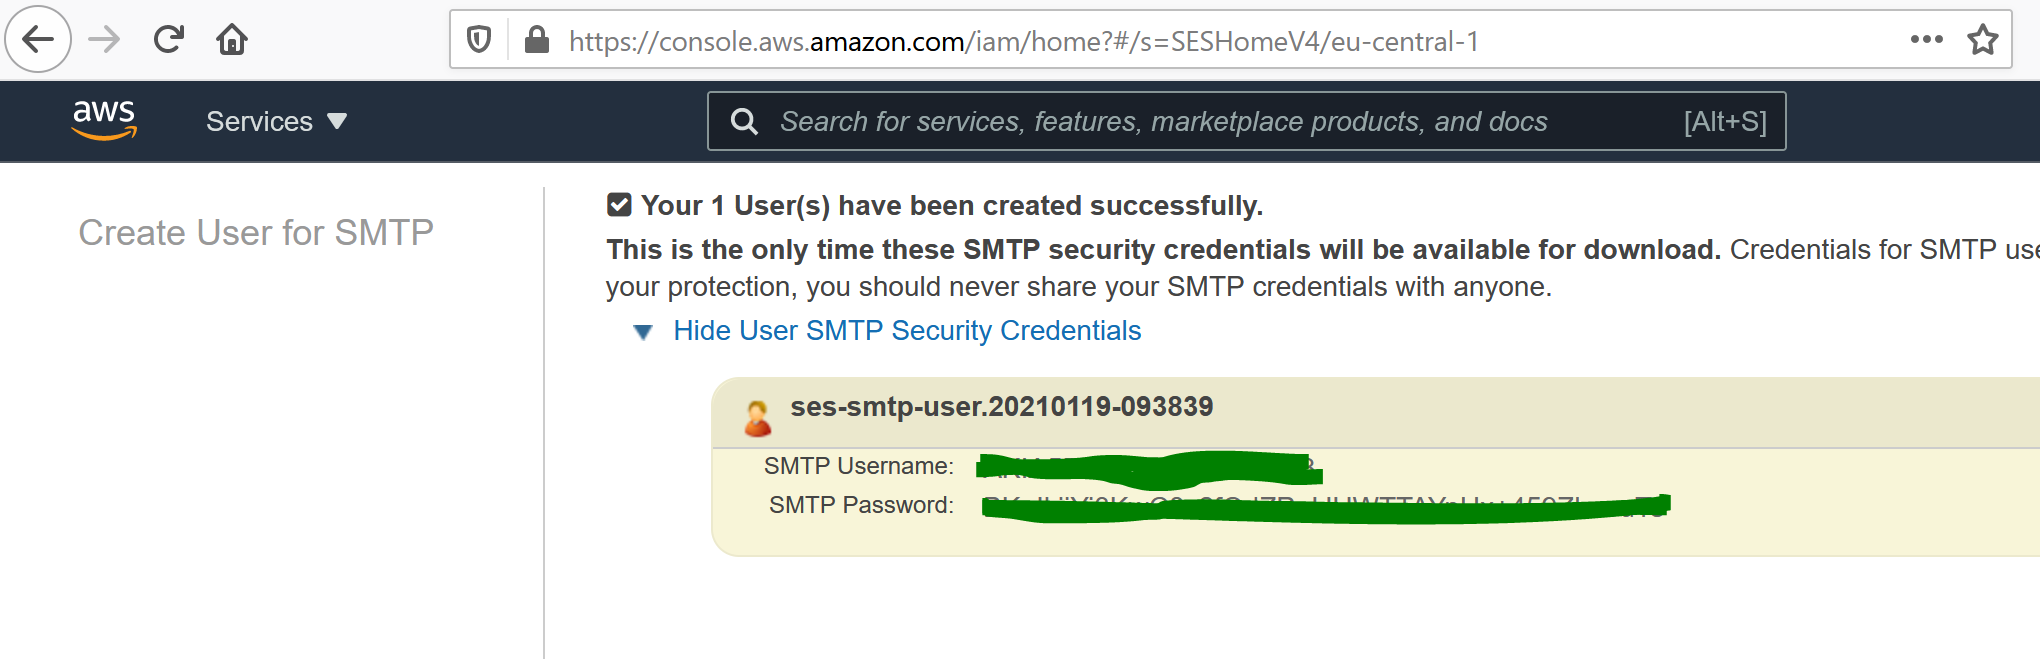 https://console.aws.amazon.com/iam/home?#/s=SESHomeV4/eu-central-1
aws
Services
Search for services, features, marketplace products, and docs
[Alt+S]
Create User for SMTP
Your 1 User(s) have been created successfully.
This is the only time these SMTP security credentials will be available for download. Credentials for SMTP
your protection, you should never share your SMTP credentials with anyone.
Hide User SMTP Security Credentials
ses-smtp-user.20210119-093839
SMTP Username:
SMTP Password: